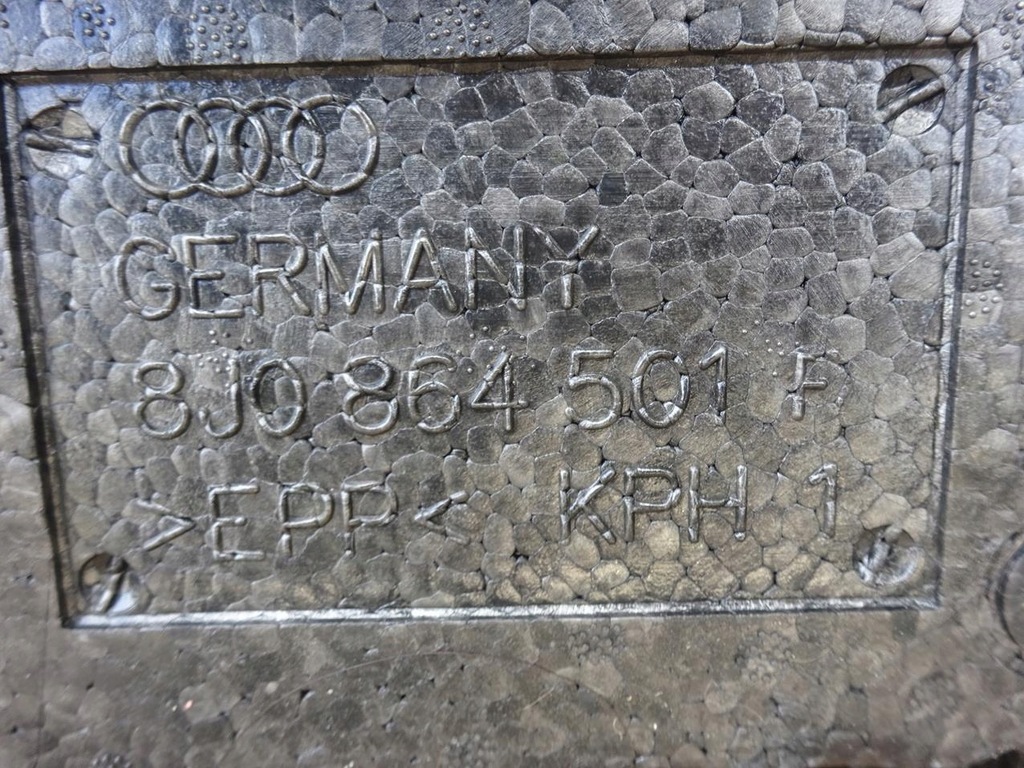 GERMANY
8J0 864 501 F
>EPP< KPH 1